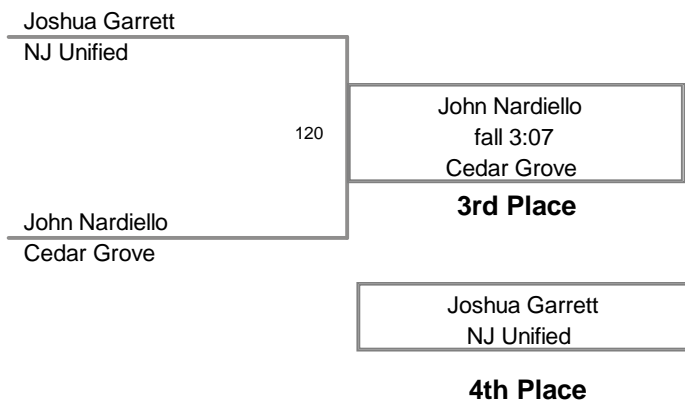 Joshua Garrett
NJ Unified
120
John Nardiello
fall 3:07
Cedar Grove
3rd Place
John Nardiello
Cedar Grove
Joshua Garrett
NJ Unified
4th Place